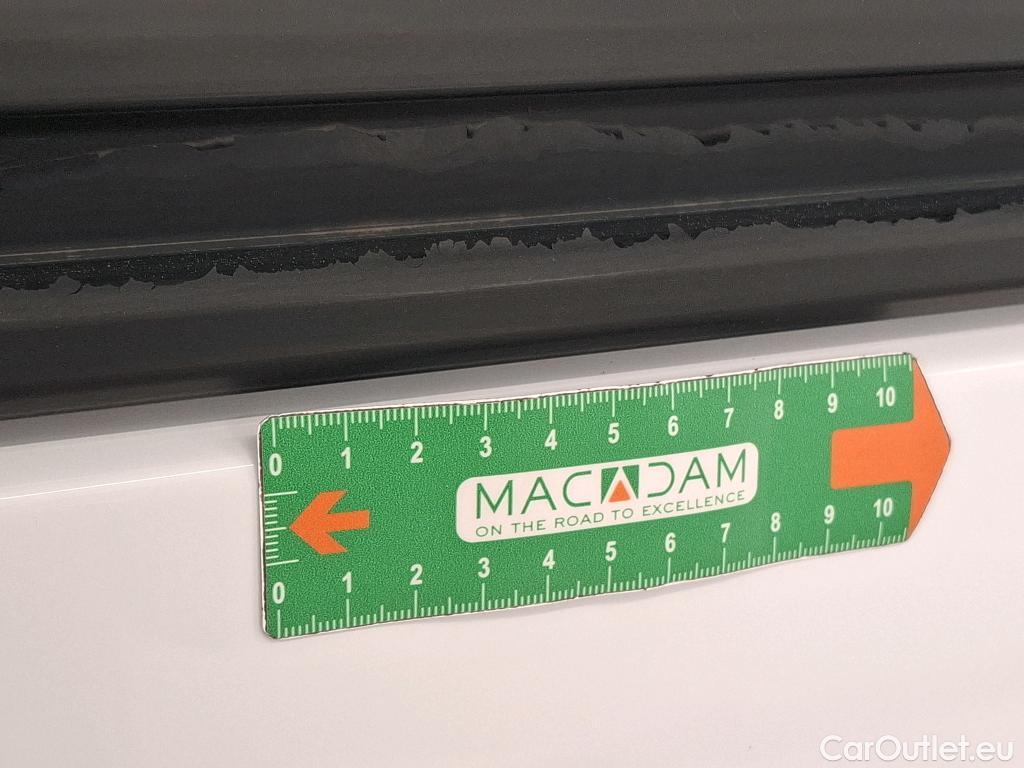 0 1 2 3 4 5 6 7 8 9 10
MACADAM
ON THE ROAD TO EXCELLENCE
0 1 2 3 4 5 6 7 8 9 10
CarOutlet.eu